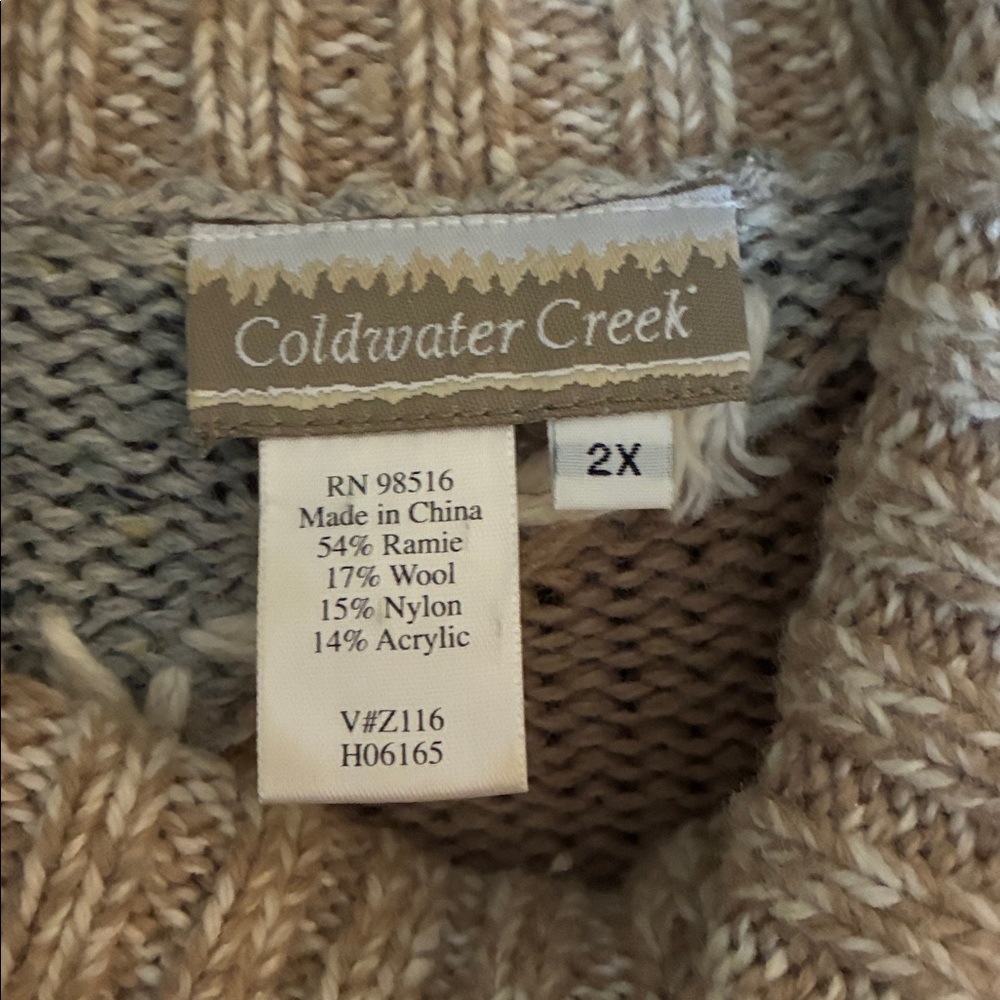 Coldwater Creek
2X
RN 98516
Made in China
54% Ramie
17% Wool
15% Nylon
14% Acrylic
V#Z116
H06165